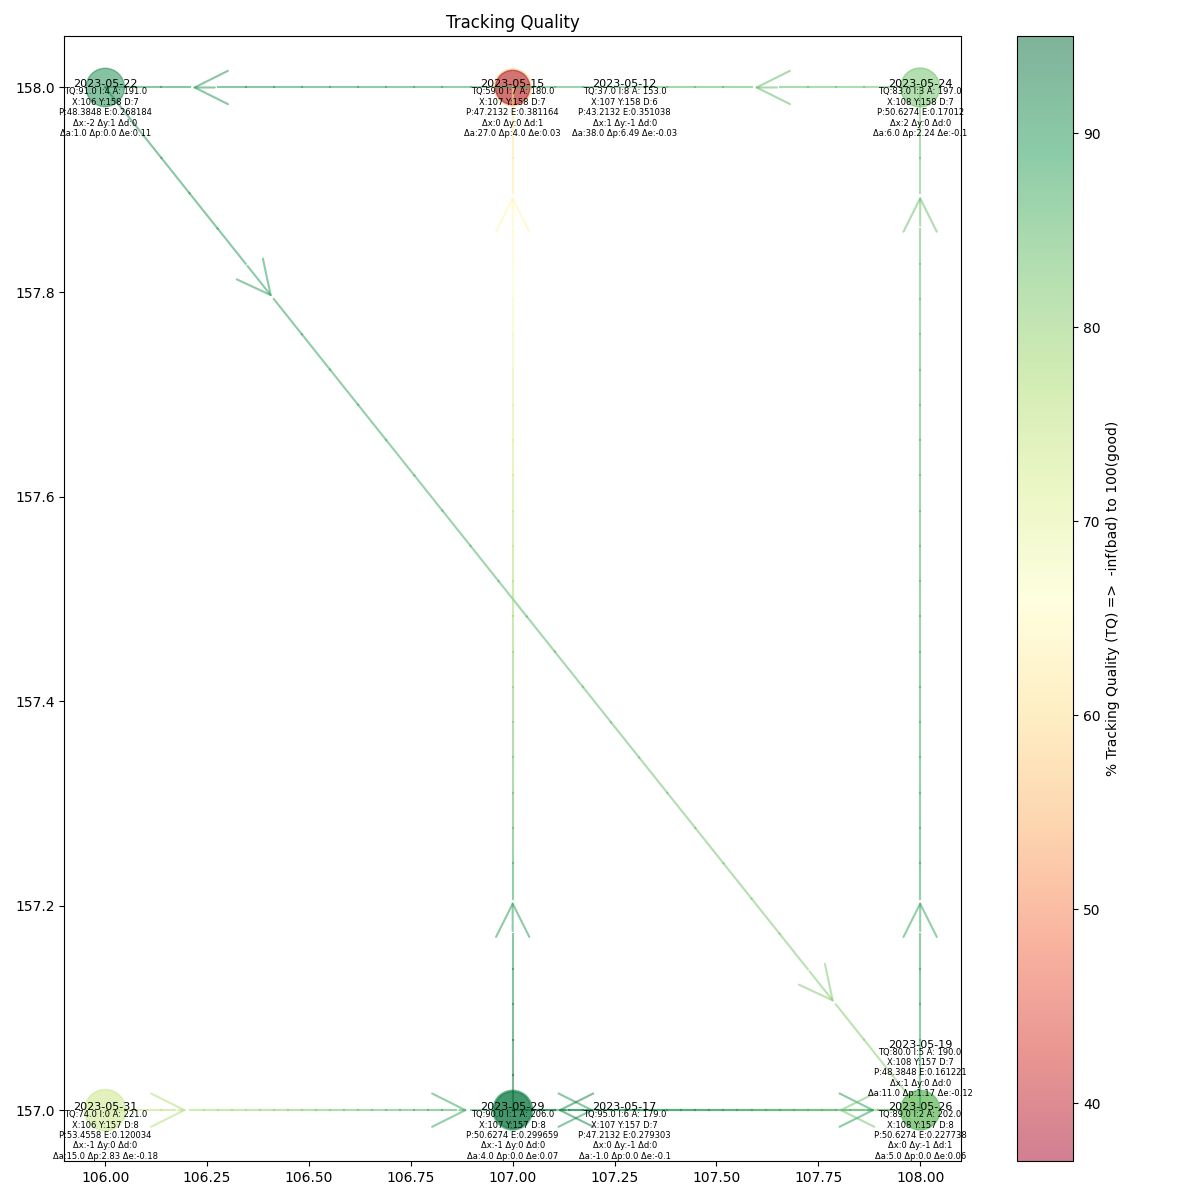 Tracking Quality
158.0
157.8
157.6
157.4
157.2
157.0
106.00
106.25
106.50
106.75
107.00
107.25
107.50
107.75
108.00
2023-05-22
TQ:91.0 I:4 A: 191.0
X:106 Y:158 D:7
P:48.3848 E:0.268184
Δx:-2 Δy:1 Δd:0
Δa:1.0 Δp:0.0 Δe:0.11
2023-05-15
TQ:59.0 I:7 A: 180.0
X:107 Y:158 D:7
P:47.2132 E:0.381164
Δx:0 Δy:0 Δd:1
Δa:27.0 Δp:4.0 Δe:0.03
2023-05-12
TQ:37.0 I:8 A: 153.0
X:107 Y:158 D:6
P:43.2132 E:0.351038
Δx:1 Δy:-1 Δd:0
Δa:38.0 Δp:6.49 Δe:-0.03
2023-05-24
TQ:83.0 I:3 A: 197.0
X:108 Y:158 D:7
P:50.6274 E:0.17012
Δx:2 Δy:0 Δd:0
Δa:6.0 Δp:2.24 Δe:-0.1
2023-05-19
TQ:80.0 I:5 A: 190.0
X:108 Y:157 D:7
P:48.3848 E:0.161221
Δx:1 Δy:0 Δd:0
Δa:11.0 Δp:1.17 Δe:-0.12
2023-05-31
TQ:74.0 I:0 A: 221.0
X:106 Y:157 D:8
P:53.4558 E:0.120034
Δx:-1 Δy:0 Δd:0
Δa:15.0 Δp:2.83 Δe:-0.18
2023-05-29
TQ:90.0 I:1 A: 206.0
X:107 Y:157 D:8
P:50.6274 E:0.299659
Δx:-1 Δy:0 Δd:0
Δa:4.0 Δp:0.0 Δe:0.07
2023-05-17
TQ:95.0 I:6 A: 179.0
X:107 Y:157 D:7
P:47.2132 E:0.279303
Δx:0 Δy:-1 Δd:0
Δa:-1.0 Δp:0.0 Δe:-0.1
2023-05-26
TQ:89.0 I:2 A: 202.0
X:108 Y:157 D:8
P:50.6274 E:0.227738
Δx:0 Δy:-1 Δd:1
Δa:5.0 Δp:0.0 Δe:0.06
90
80
70
60
50
40
% Tracking Quality (TQ) => -inf(bad) to 100(good)